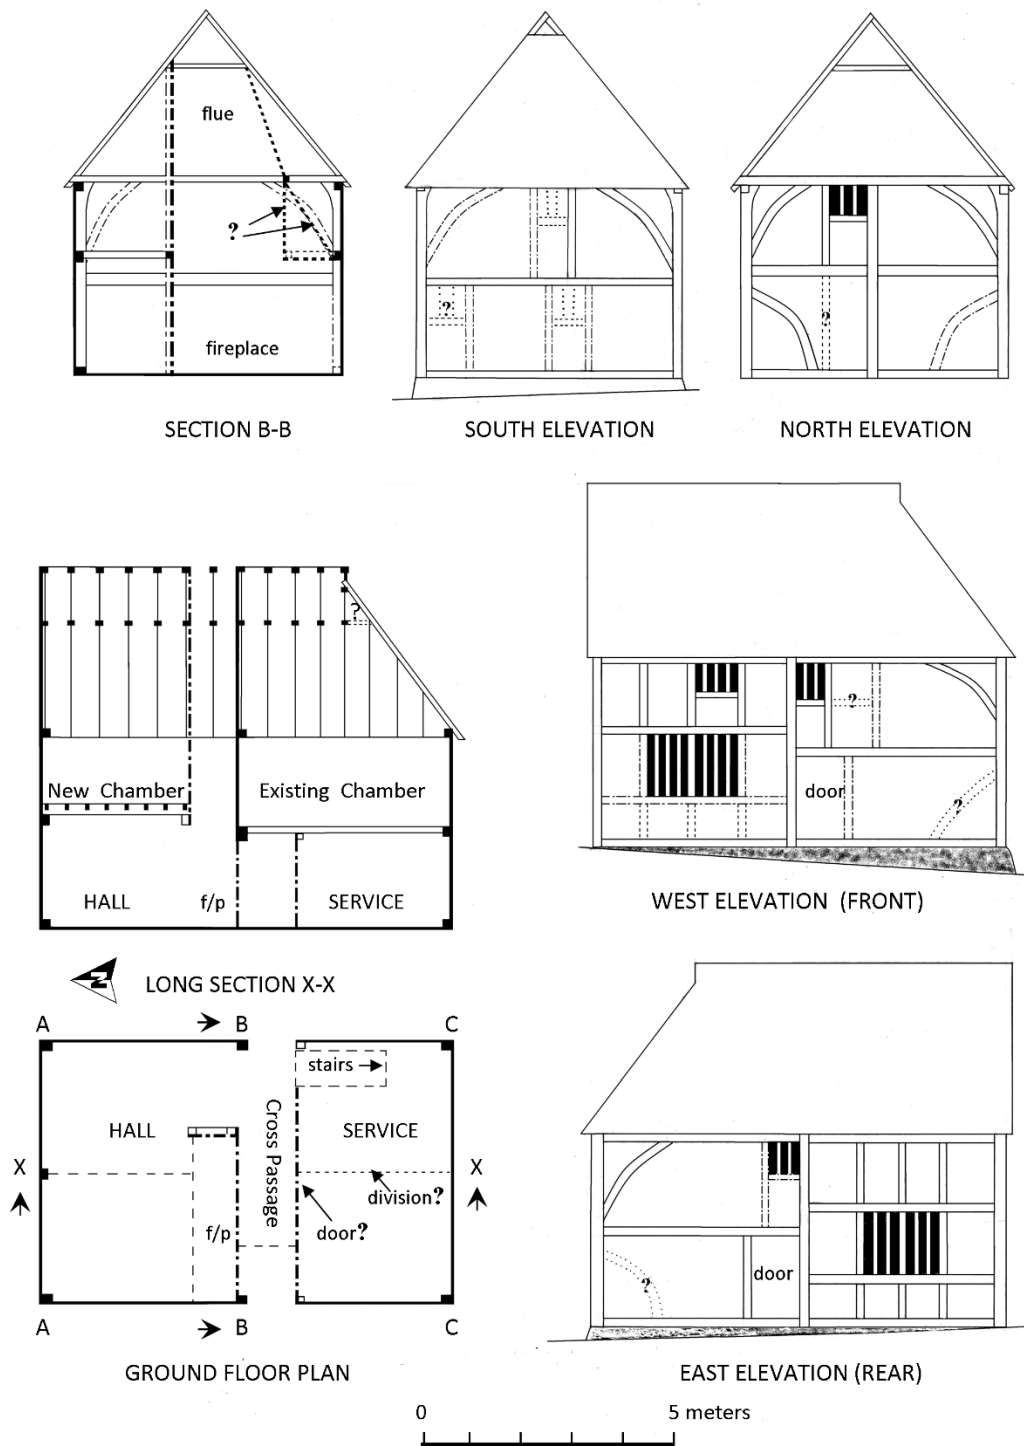 flue
?
fireplace
SECTION B-B
?
SOUTH ELEVATION
?
NORTH ELEVATION
?
New Chamber
Existing Chamber
HALL
f/p
SERVICE
N
LONG SECTION X-X
?
door
?
WEST ELEVATION (FRONT)
A
B
C
stairs
HALL
Cross Passage
SERVICE
X
X
division?
f/p
door?
A
B
C
GROUND FLOOR PLAN
?
door
EAST ELEVATION (REAR)
0
5 meters